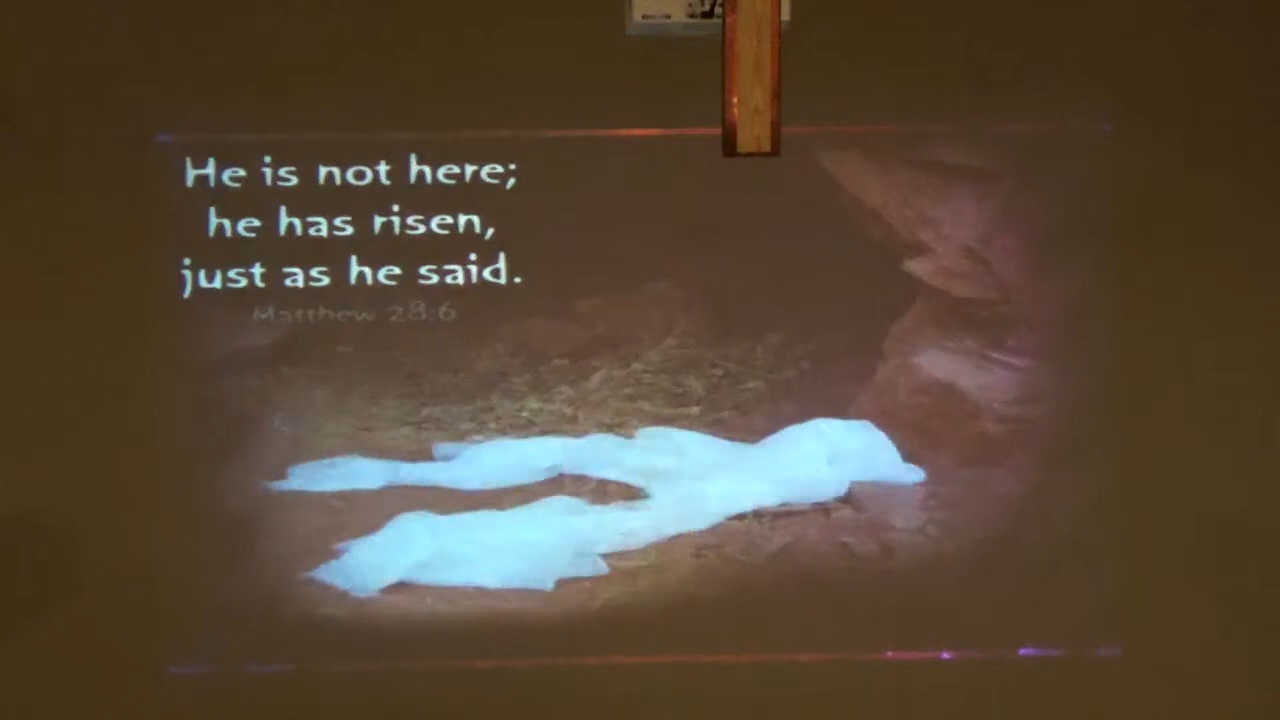 He is not here;
he has risen,
just as he said.
Matthew 28:6